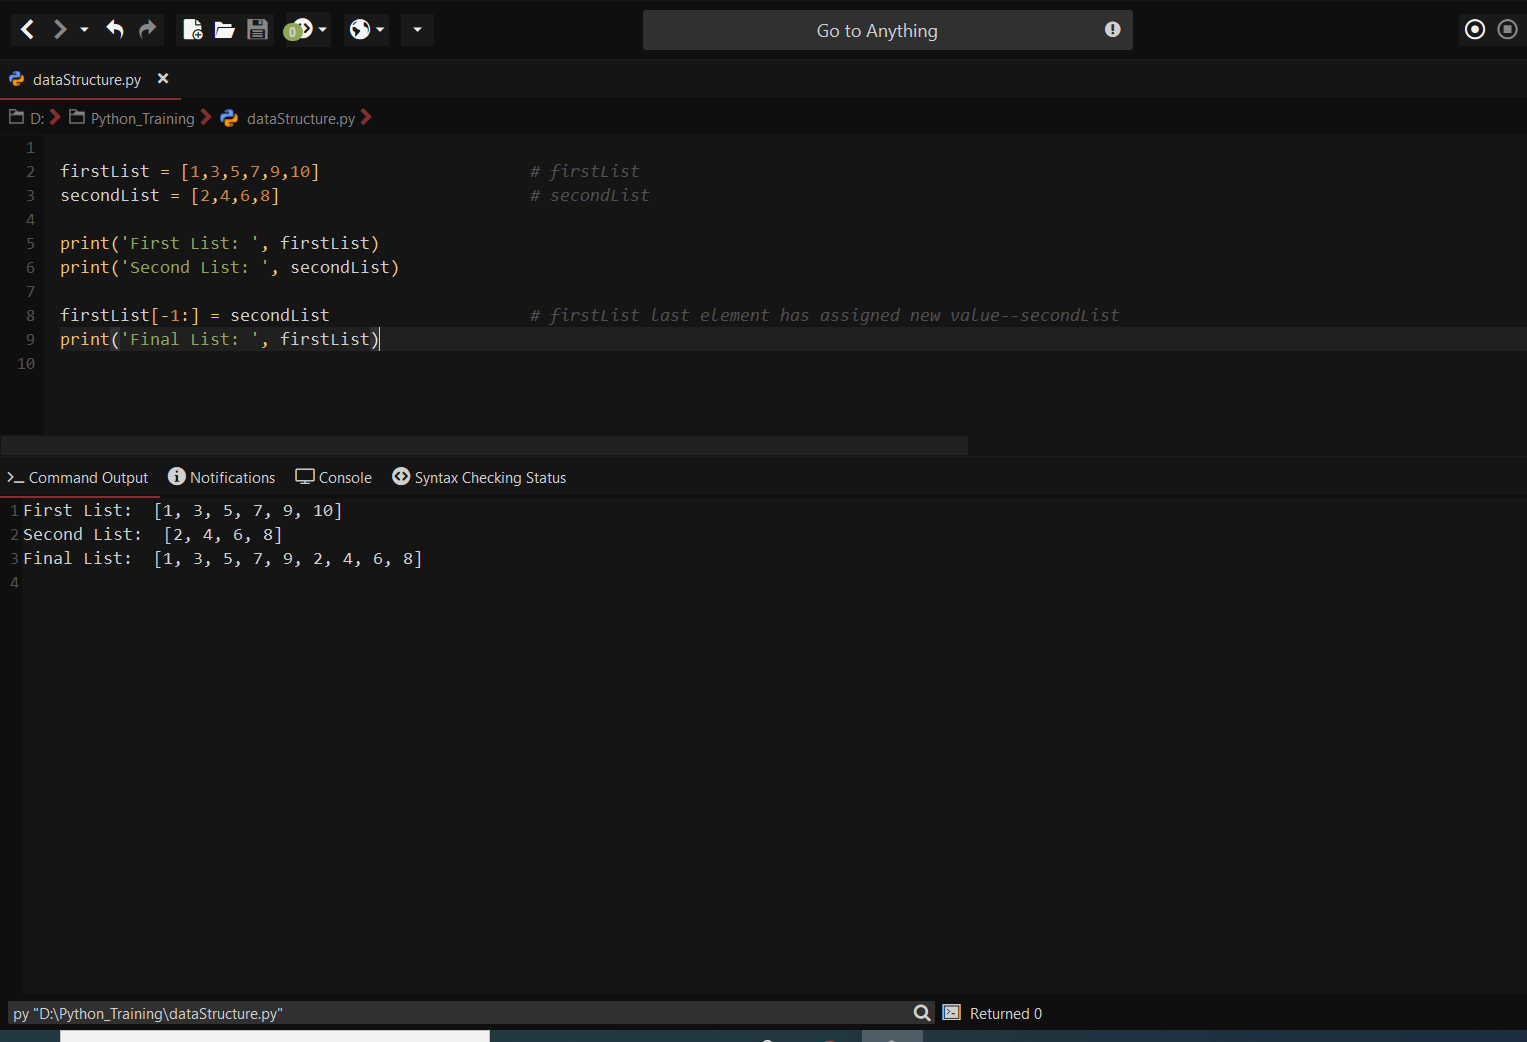 0
Go to Anything
dataStructure.py
D: Python_Training dataStructure.py
1
2 firstList = [1,3,5,7,9,10] # firstList
3 secondList = [2,4,6,8] # secondList
4
5 print('First List: ', firstList)
6 print('Second List: ', secondList)
7
8 firstList[-1:] = secondList # firstList last element has assigned new value--secondList
9 print('Final List: ', firstList)
10
Command Output Notifications Console Syntax Checking Status
1 First List:  [1, 3, 5, 7, 9, 10]
2 Second List:  [2, 4, 6, 8]
3 Final List:  [1, 3, 5, 7, 9, 2, 4, 6, 8]
4
py "D:\Python_Training\dataStructure.py" Returned 0